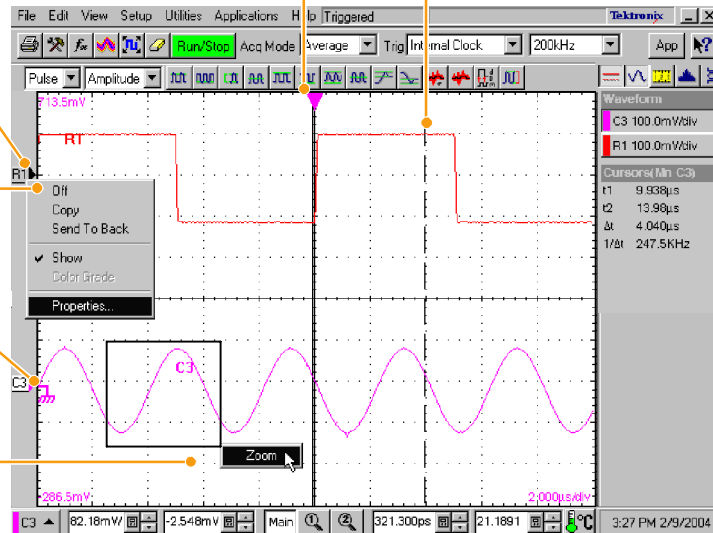 File Edit View Setup Utilities Applications Help Triggered Tektronix
Run/Stop Acq Mode Average Trig Internal Clock 200kHz App
Pulse Amplitude
713.5mV
Waveform
C3 100.0mV/div
R1 100.0mV/div
R1
R1
Cursors(Mn C3)
t1 9.938µs
t2 13.98µs
Δt 4.040µs
1/Δt 247.5KHz
Off
Copy
Send To Back
Show
Color Grade
Properties...
C3
C3
Zoom
-286.5mV
2.000µs/div
C3 82.18mV/ -2.548mV Main 1 2 321.300ps 21.1891 °C 3:27 PM 2/9/2004